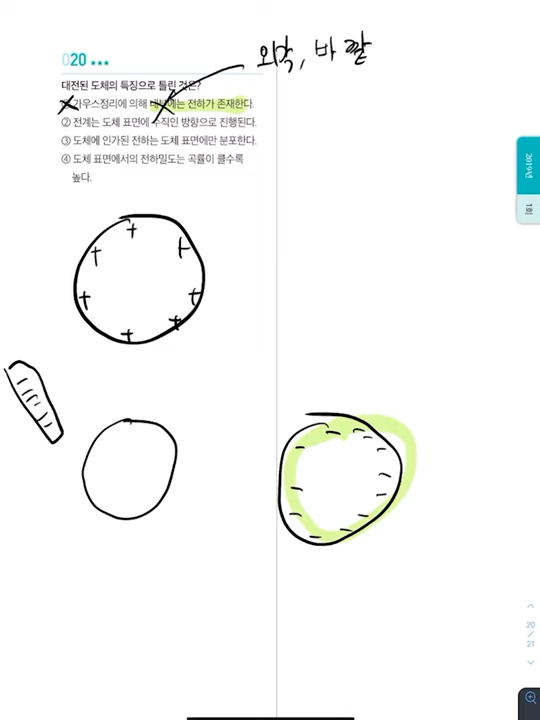 020 ★★★
외곽, 바깥
대전된 도체의 특징으로 틀린 것은?
① 가우스정리에 의해 내부에는 전하가 존재한다.
② 전계는 도체 표면에 수직인 방향으로 진행된다.
③ 도체에 인가된 전하는 도체 표면에만 분포한다.
④ 도체 표면에서의 전하밀도는 곡률이 클수록
높다.
2019년
1회
20
/
21